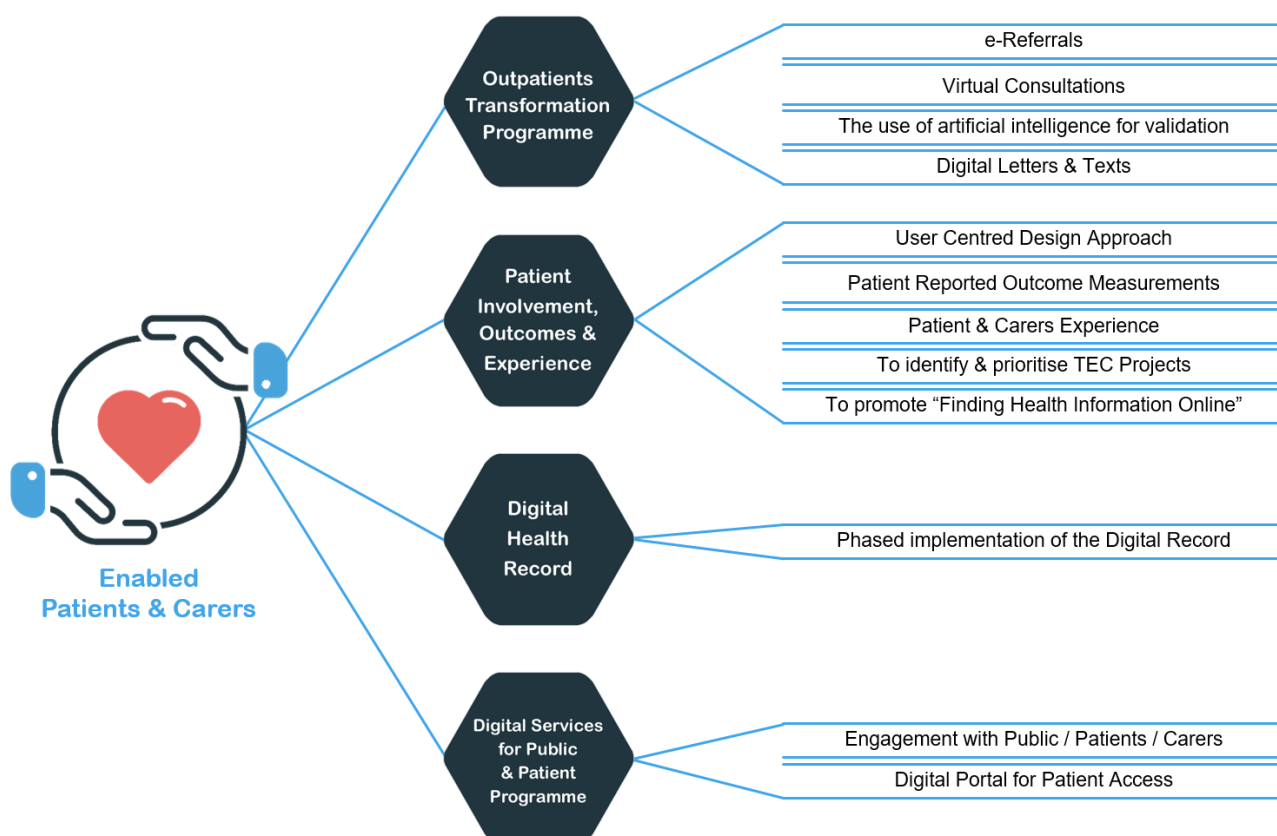 Enabled
Patients & Carers
Outpatients
Transformation
Programme
e-Referrals
Virtual Consultations
The use of artificial intelligence for validation
Digital Letters & Texts
Patient
Involvement,
Outcomes &
Experience
User Centred Design Approach
Patient Reported Outcome Measurements
Patient & Carers Experience
To identify & prioritise TEC Projects
To promote “Finding Health Information Online”
Digital
Health
Record
Phased implementation of the Digital Record
Digital Services
for Public
& Patient
Programme
Engagement with Public / Patients / Carers
Digital Portal for Patient Access